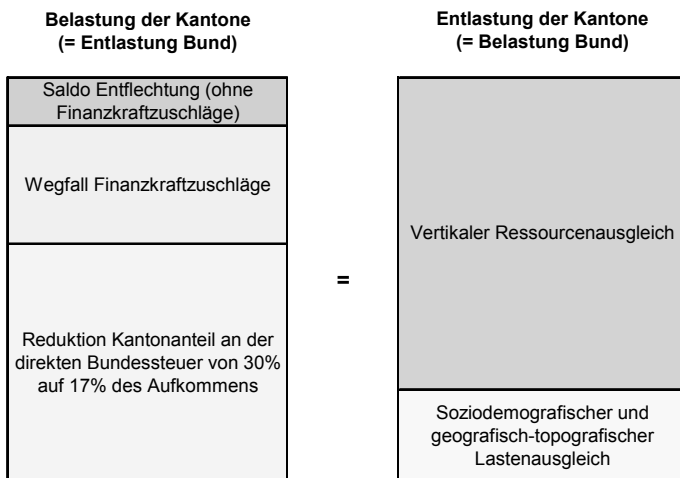 Belastung der Kantone
(= Entlastung Bund)
Saldo Entflechtung (ohne
Finanzkraftzuschläge)
Wegfall Finanzkraftzuschläge
Reduktion Kantonanteil an der
direkten Bundessteuer von 30%
auf 17% des Aufkommens
=
Entlastung der Kantone
(= Belastung Bund)
Vertikaler Ressourcenausgleich
Soziodemografischer und
geografisch-topografischer
Lastenausgleich